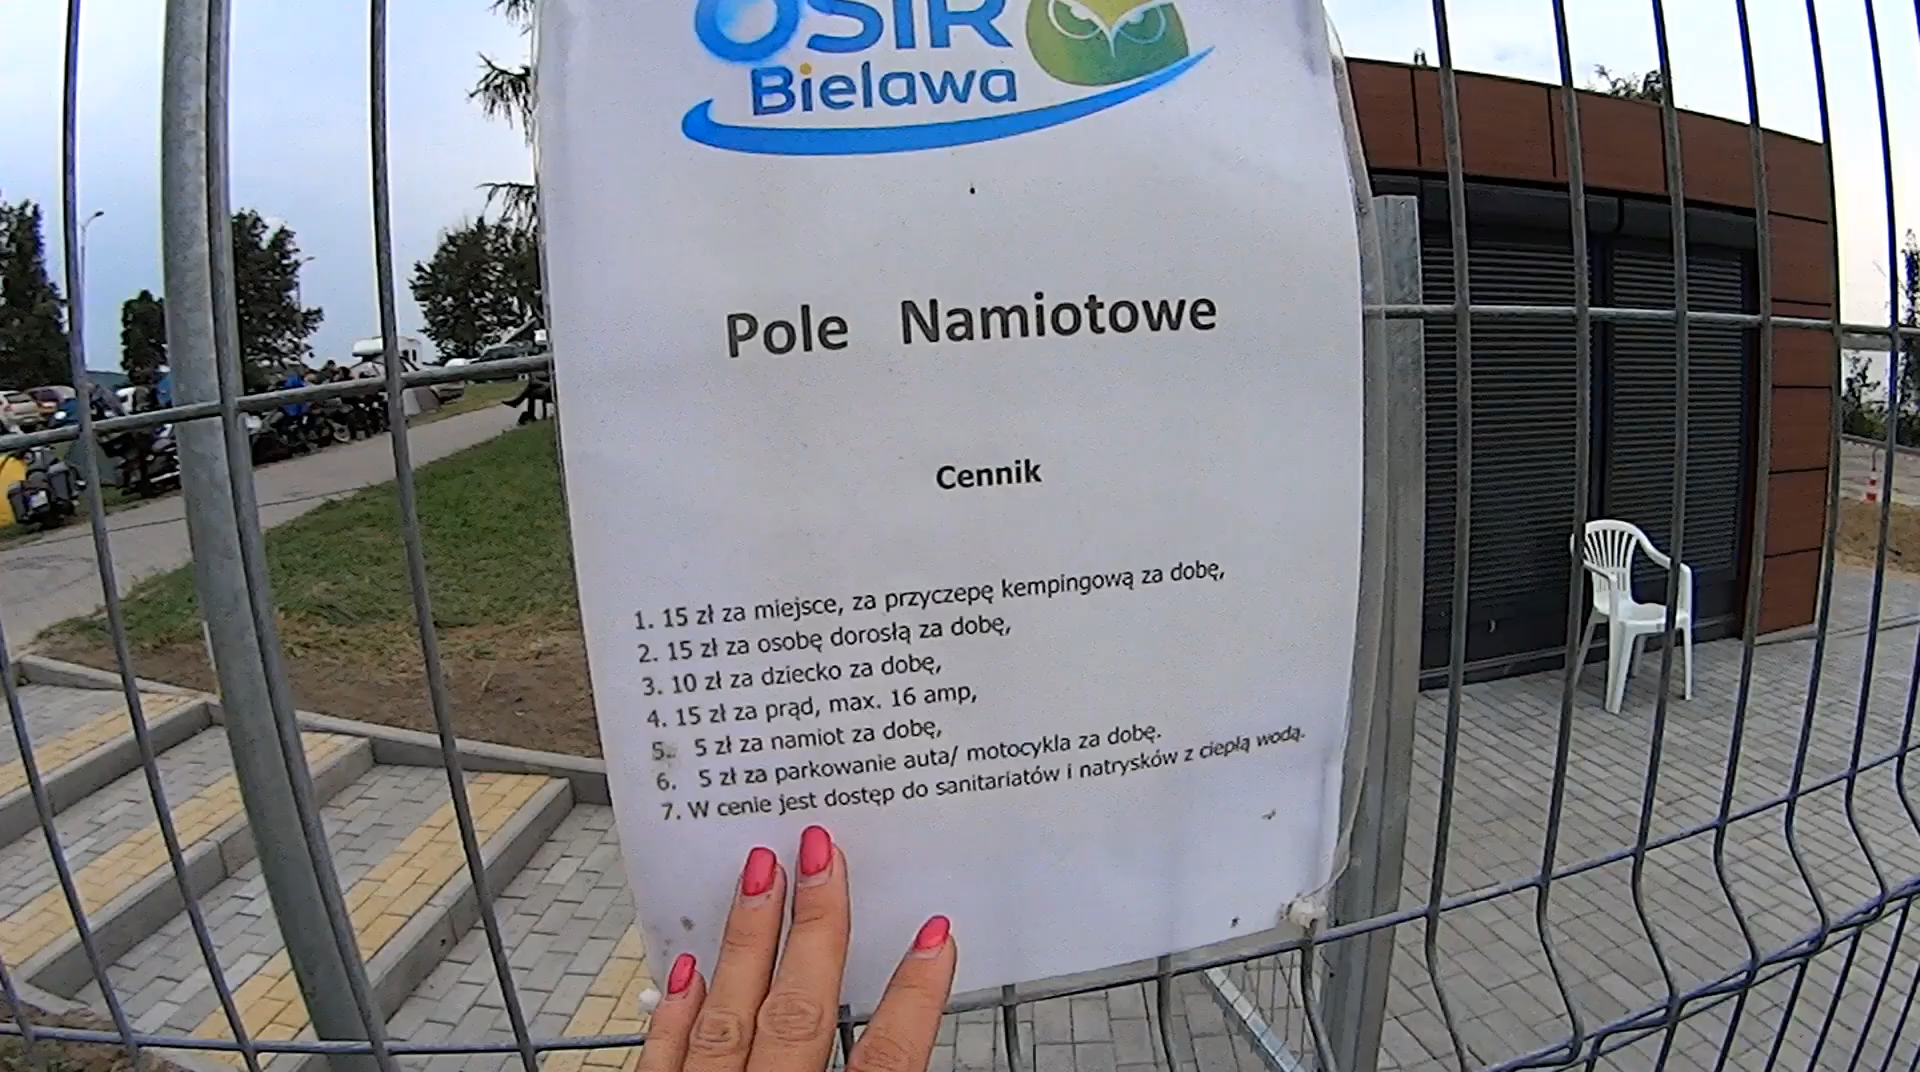 OSiR
Bielawa
Pole Namiotowe
Cennik
1. 15 zł za miejsce, za przyczepę kempingową za dobę,
2. 15 zł za osobę dorosłą za dobę,
3. 10 zł za dziecko za dobę,
4. 15 zł za prąd, max. 16 amp,
5. 5 zł za namiot za dobę,
6. 5 zł za parkowanie auta/ motocykla za dobę.
7. W cenie jest dostęp do sanitariatów i natrysków z ciepłą wodą.